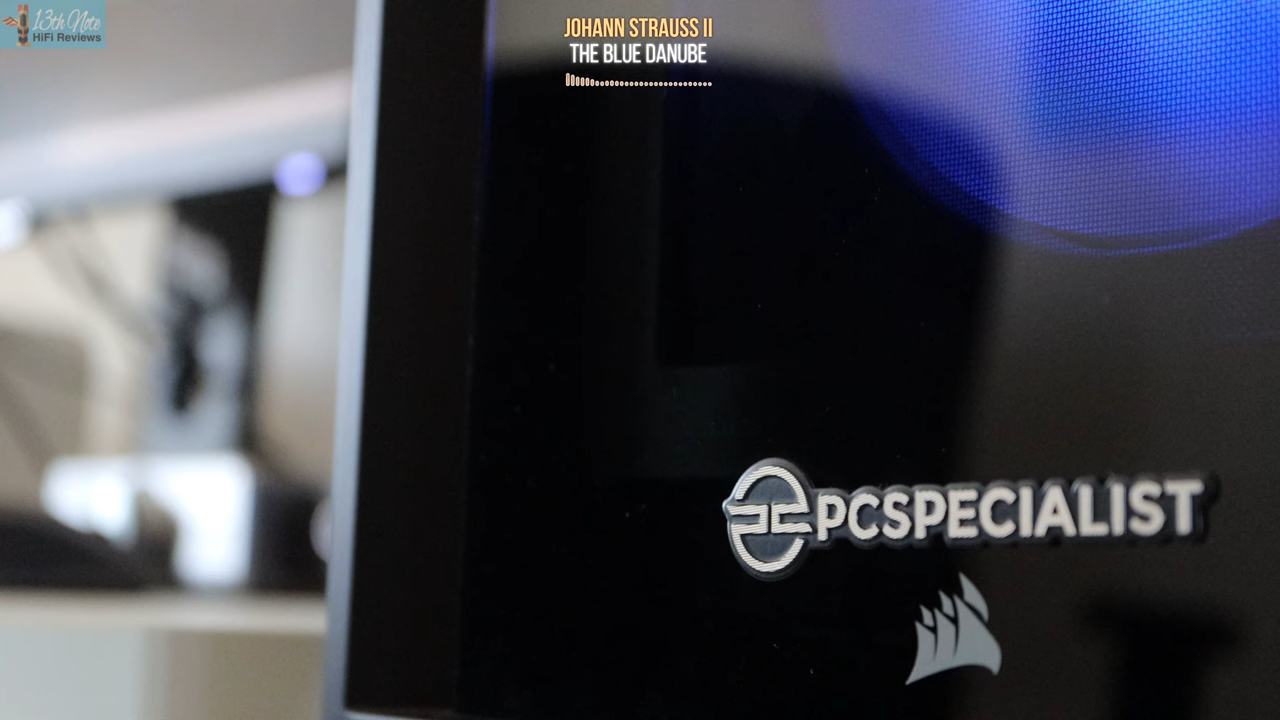 13th Note
HiFi Reviews
JOHANN STRAUSS II
THE BLUE DANUBE
PCSPECIALIST